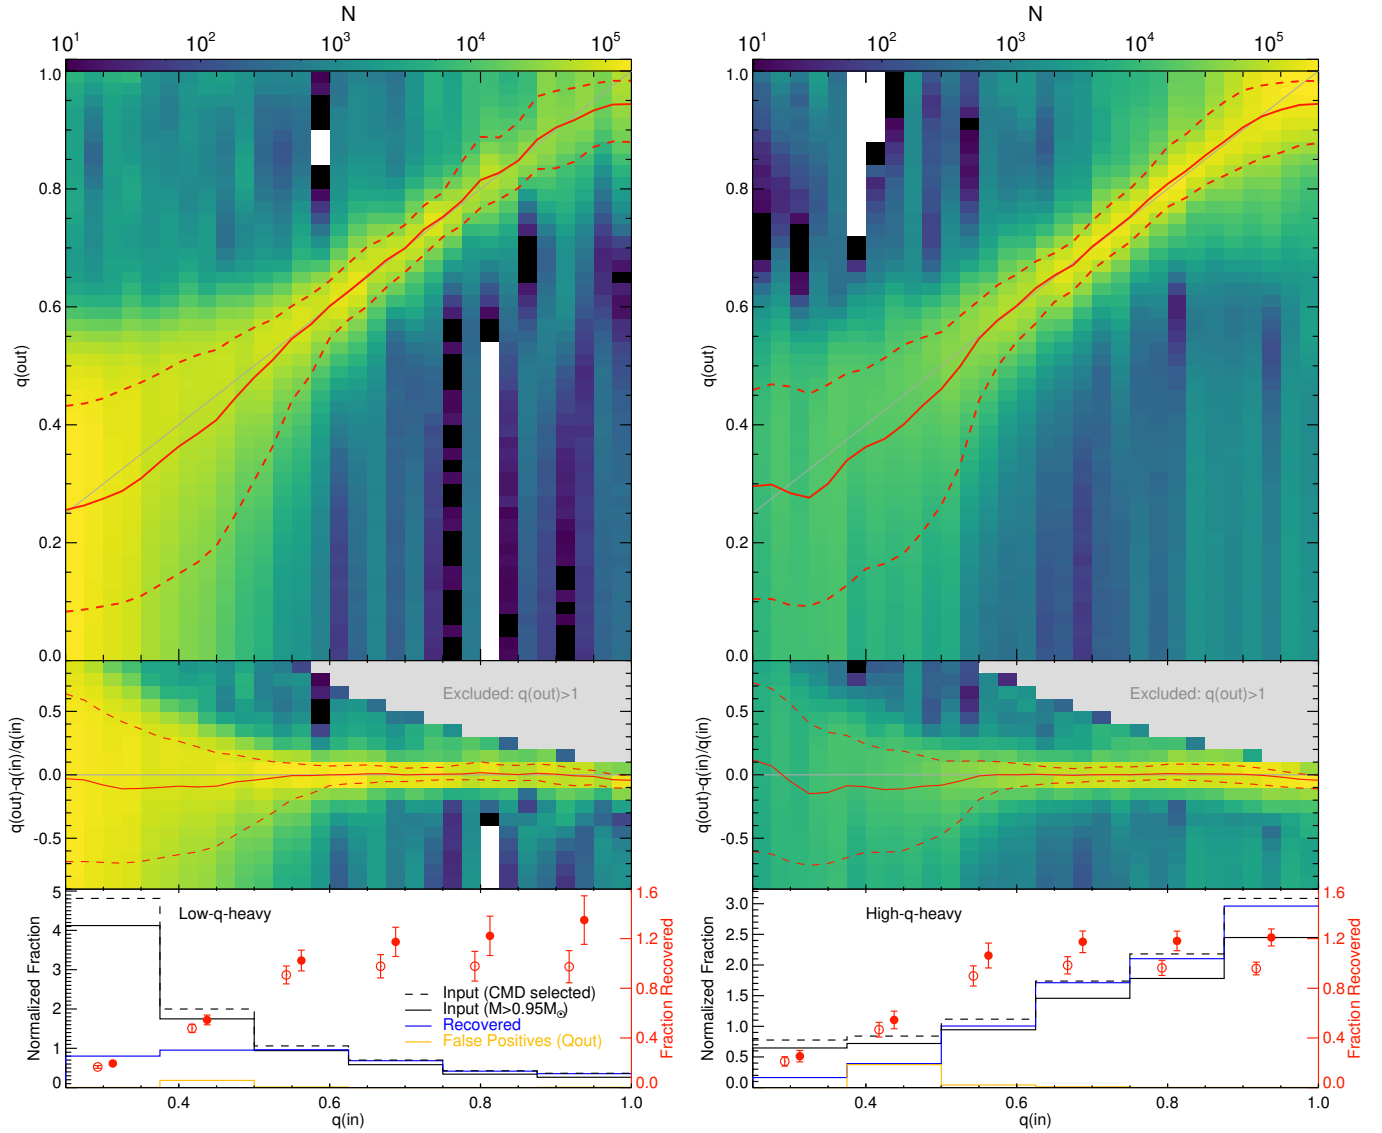 N
N
10^1 10^2 10^3 10^4 10^5
10^1 10^2 10^3 10^4 10^5
1.0
0.8
0.6
0.4
0.2
0.0
q(out)
1.0
0.8
0.6
0.4
0.2
0.0
q(out)
Excluded: q(out)>1
0.5
0.0
-0.5
q(out)-q(in)/q(in)
Excluded: q(out)>1
0.5
0.0
-0.5
q(out)-q(in)/q(in)
Low-q-heavy
5
4
3
2
1
0
Normalized Fraction
Input (CMD selected)
Input (M>0.95M☉)
Recovered
False Positives (Qout)
1.6
1.2
0.8
0.4
0.0
Fraction Recovered
0.4 0.6 0.8 1.0
q(in)
High-q-heavy
3.0
2.5
2.0
1.5
1.0
0.5
0.0
Normalized Fraction
1.6
1.2
0.8
0.4
0.0
Fraction Recovered
0.4 0.6 0.8 1.0
q(in)